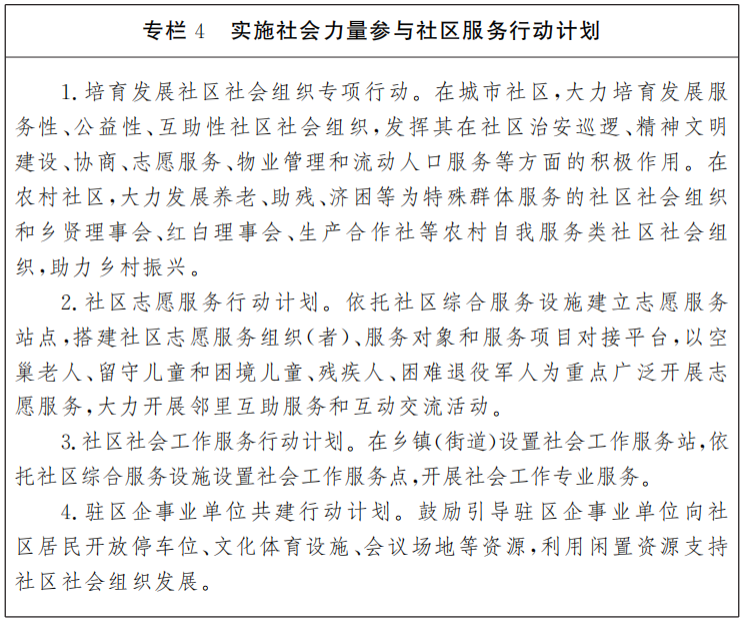 专栏 4　实施社会力量参与社区服务行动计划
1. 培育发展社区社会组织专项行动。在城市社区,大力培育发展服
务性、公益性、互助性社区社会组织,发挥其在社区治安巡逻、精神文明
建设、协商、志愿服务、物业管理和流动人口服务等方面的积极作用。在
农村社区,大力发展养老、助残、济困等为特殊群体服务的社区社会组织
和乡贤理事会、红白理事会、生产合作社等农村自我服务类社区社会组
织,助力乡村振兴。
2. 社区志愿服务行动计划。依托社区综合服务设施建立志愿服务
站点,搭建社区志愿服务组织(者)、服务对象和服务项目对接平台,以空
巢老人、留守儿童和困境儿童、残疾人、困难退役军人为重点广泛开展志
愿服务,大力开展邻里互助服务和互动交流活动。
3. 社区社会工作服务行动计划。在乡镇(街道)设置社会工作服务站,依
托社区综合服务设施设置社会工作服务点,开展社会工作专业服务。
4. 驻区企事业单位共建行动计划。鼓励引导驻区企事业单位向社
区居民开放停车位、文化体育设施、会议场地等资源,利用闲置资源支持
社区社会组织发展。